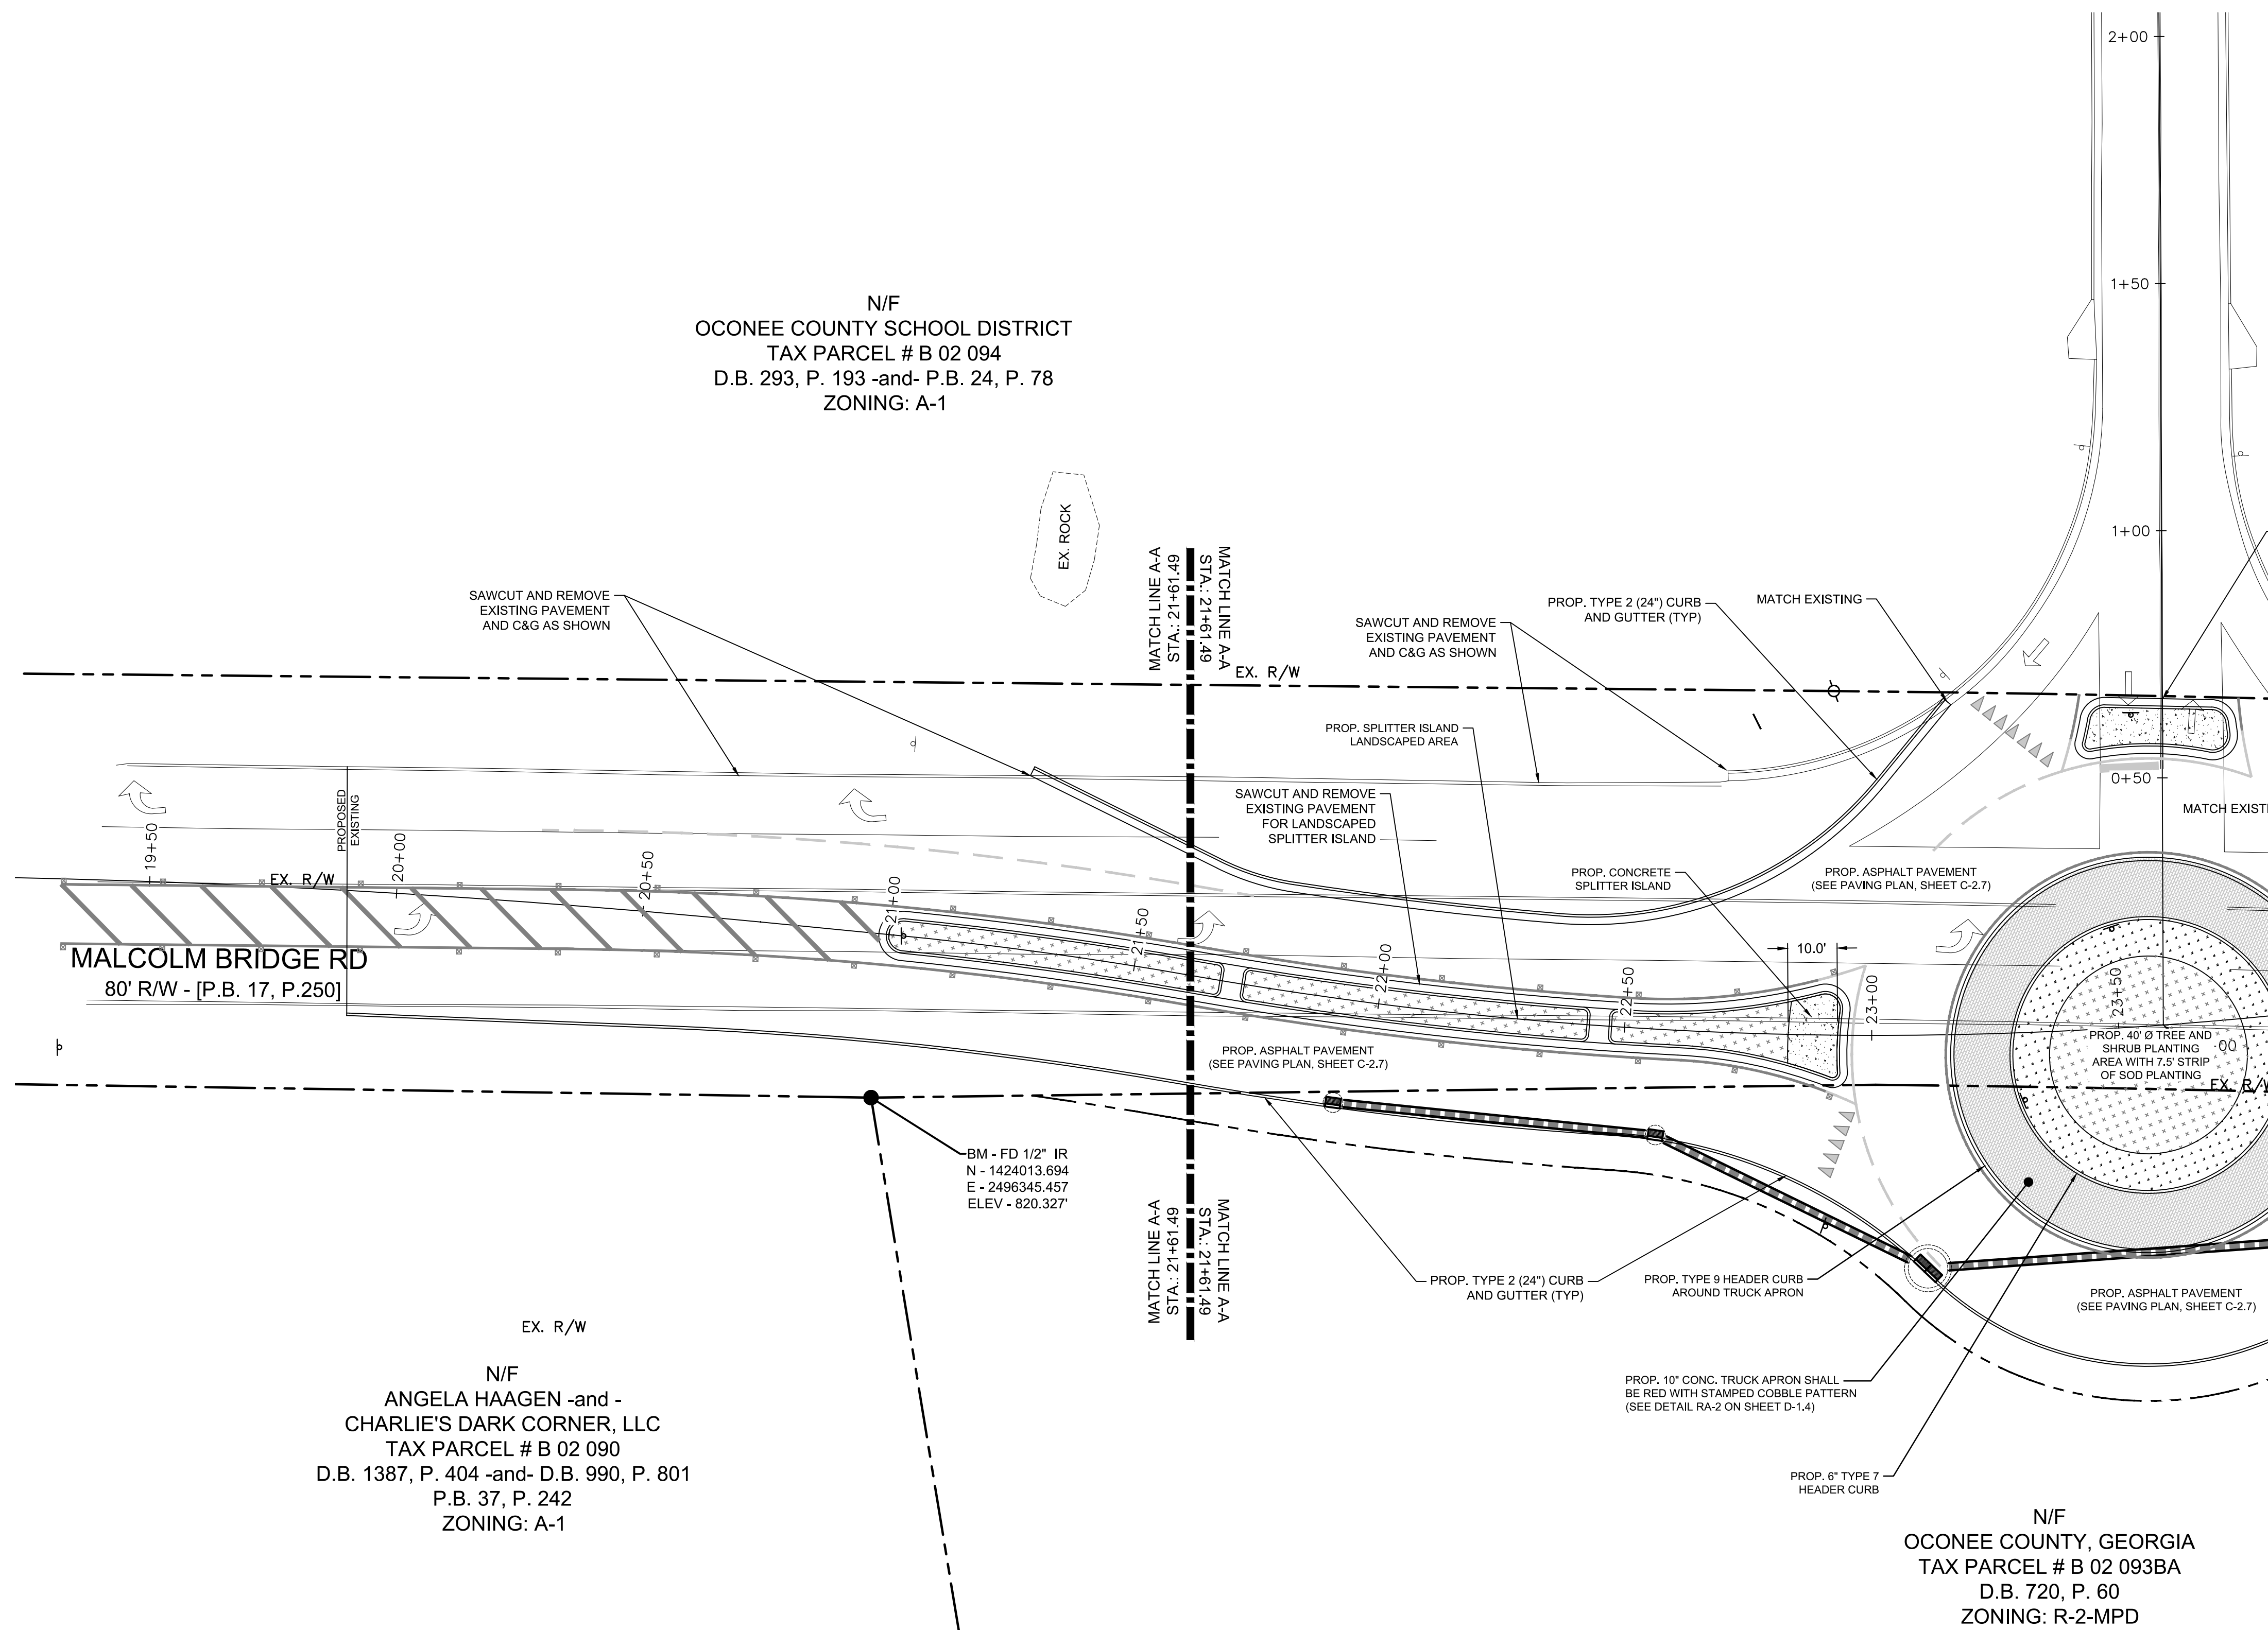 2+00
1+50
1+00
0+50
N/F
OCONEE COUNTY SCHOOL DISTRICT
TAX PARCEL # B 02 094
D.B. 293, P. 193 -and- P.B. 24, P. 78
ZONING: A-1
EX. ROCK
SAWCUT AND REMOVE
EXISTING PAVEMENT
AND C&G AS SHOWN
MATCH LINE A-A
STA.: 21+61.49
MATCH LINE A-A
STA.: 21+61.49
EX. R/W
SAWCUT AND REMOVE
EXISTING PAVEMENT
AND C&G AS SHOWN
PROP. TYPE 2 (24") CURB
AND GUTTER (TYP)
MATCH EXISTING
PROP. SPLITTER ISLAND
LANDSCAPED AREA
SAWCUT AND REMOVE
EXISTING PAVEMENT
FOR LANDSCAPED
SPLITTER ISLAND
PROP. CONCRETE
SPLITTER ISLAND
10.0'
PROP. ASPHALT PAVEMENT
(SEE PAVING PLAN, SHEET C-2.7)
MATCH EXIST
PROPOSED
EXISTING
19+50
20+00
20+50
21+00
21+50
22+00
22+50
23+00
23+50
EX. R/W
MALCOLM BRIDGE RD
80' R/W - [P.B. 17, P.250]
PROP. ASPHALT PAVEMENT
(SEE PAVING PLAN, SHEET C-2.7)
PROP. 40' Ø TREE AND
SHRUB PLANTING
AREA WITH 7.5' STRIP
OF SOD PLANTING
00
EX. R/W
BM - FD 1/2" IR
N - 1424013.694
E - 2496345.457
ELEV - 820.327'
MATCH LINE A-A
STA.: 21+61.49
MATCH LINE A-A
STA.: 21+61.49
PROP. TYPE 2 (24") CURB
AND GUTTER (TYP)
PROP. TYPE 9 HEADER CURB
AROUND TRUCK APRON
PROP. ASPHALT PAVEMENT
(SEE PAVING PLAN, SHEET C-2.7)
PROP. 10" CONC. TRUCK APRON SHALL
BE RED WITH STAMPED COBBLE PATTERN
(SEE DETAIL RA-2 ON SHEET D-1.4)
PROP. 6" TYPE 7
HEADER CURB
EX. R/W
N/F
ANGELA HAAGEN -and -
CHARLIE'S DARK CORNER, LLC
TAX PARCEL # B 02 090
D.B. 1387, P. 404 -and- D.B. 990, P. 801
P.B. 37, P. 242
ZONING: A-1
N/F
OCONEE COUNTY, GEORGIA
TAX PARCEL # B 02 093BA
D.B. 720, P. 60
ZONING: R-2-MPD